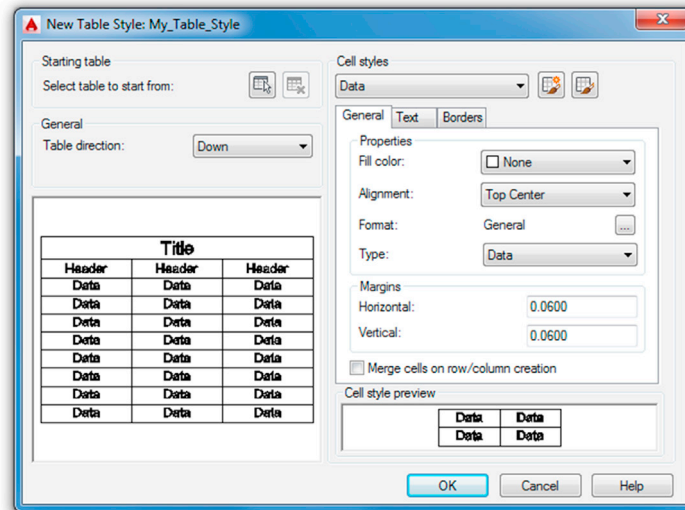 New Table Style: My_Table_Style
Starting table
Select table to start from:
General
Table direction: Down
Title
Header Header Header
Data Data Data
Data Data Data
Data Data Data
Data Data Data
Data Data Data
Data Data Data
Data Data Data
Data Data Data
Cell styles
Data
General Text Borders
Properties
Fill color: None
Alignment: Top Center
Format: General ...
Type: Data
Margins
Horizontal: 0.0600
Vertical: 0.0600
Merge cells on row/column creation
Cell style preview
Data Data
Data Data
OK Cancel Help